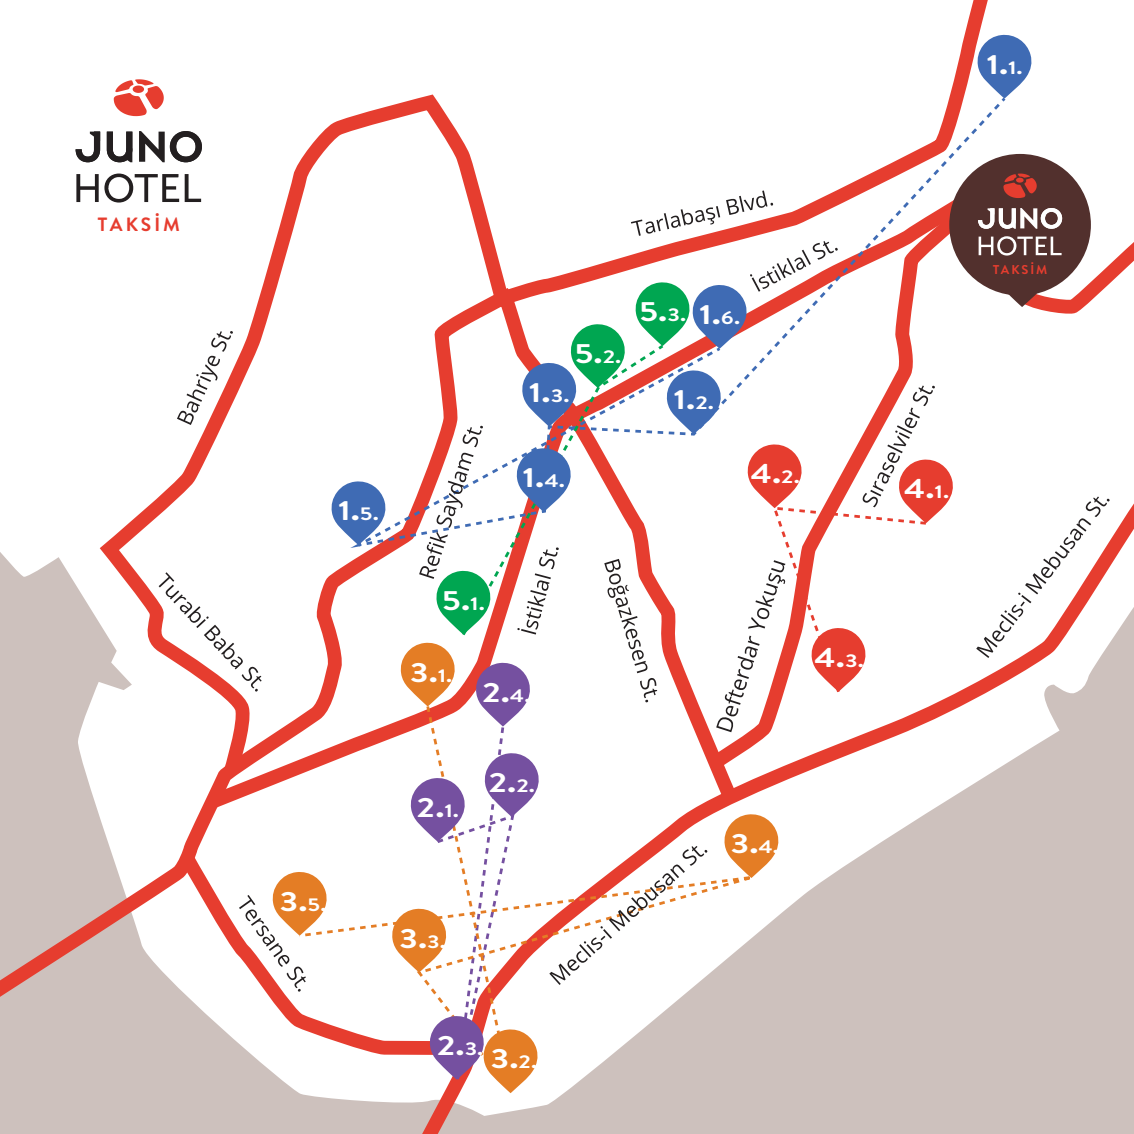 1.1.
JUNO
HOTEL
TAKSİM
JUNO
HOTEL
TAKSİM
Tarlabaşı Blvd.
İstiklal St.
5.3.
1.6.
5.2.
1.3.
1.2.
Bahriye St.
Refik Saydam St.
1.4.
1.5.
4.2.
4.1.
Sıraselviler St.
Meclis-i Mebusan St.
5.1.
İstiklal St.
Boğazkesen St.
Defterdar Yokuşu
Turabi Baba St.
4.3.
3.1.
2.4.
2.2.
2.1.
3.4.
Meclis-i Mebusan St.
3.5.
3.3.
Tersane St.
2.3.
3.2.